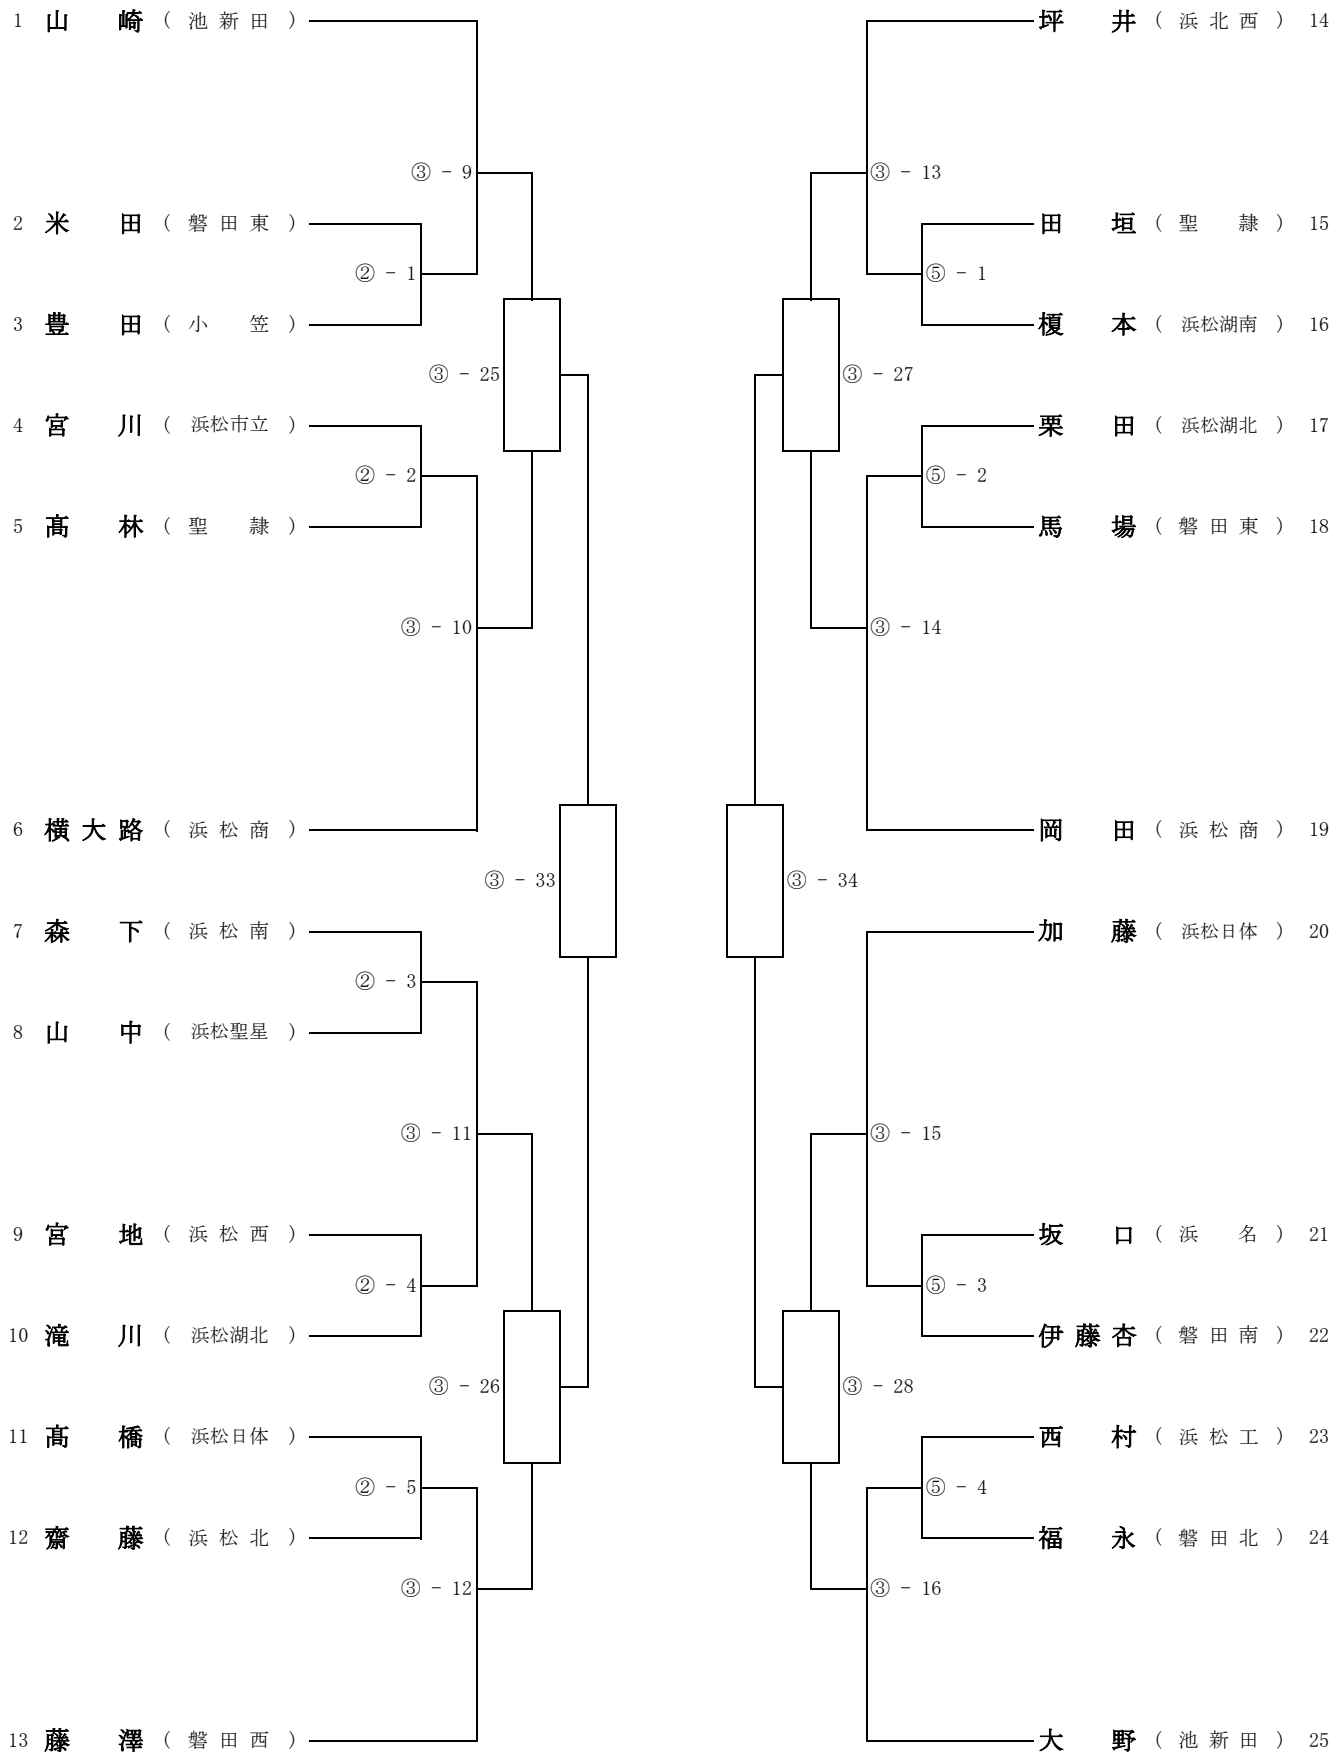 1 山崎 ( 池新田 )
③ - 9
2 米田 ( 磐田東 )
② - 1
3 豊田 ( 小笠 )
③ - 25
4 宮川 ( 浜松市立 )
② - 2
5 髙林 ( 聖隷 )
③ - 10
6 横大路 ( 浜松商 )
③ - 33
7 森下 ( 浜松南 )
② - 3
8 山中 ( 浜松聖星 )
③ - 11
9 宮地 ( 浜松西 )
② - 4
10 滝川 ( 浜松湖北 )
③ - 26
11 髙橋 ( 浜松日体 )
② - 5
12 齋藤 ( 浜松北 )
③ - 12
13 藤澤 ( 磐田西 )
坪井 ( 浜北西 ) 14
③ - 13
田垣 ( 聖隷 ) 15
⑤ - 1
榎本 ( 浜松湖南 ) 16
③ - 27
栗田 ( 浜松湖北 ) 17
⑤ - 2
馬場 ( 磐田東 ) 18
③ - 14
岡田 ( 浜松商 ) 19
③ - 34
加藤 ( 浜松日体 ) 20
③ - 15
坂口 ( 浜名 ) 21
⑤ - 3
伊藤杏 ( 磐田南 ) 22
③ - 28
西村 ( 浜松工 ) 23
⑤ - 4
福永 ( 磐田北 ) 24
③ - 16
大野 ( 池新田 ) 25